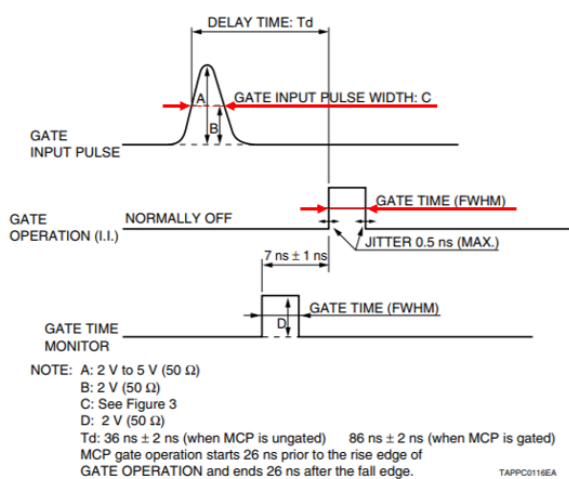 DELAY TIME: Td
A
GATE INPUT PULSE WIDTH: C
B
GATE
INPUT PULSE
GATE TIME (FWHM)
GATE
OPERATION (I.I.)
NORMALLY OFF
JITTER 0.5 ns (MAX.)
7 ns ± 1 ns
GATE TIME (FWHM)
D
GATE TIME
MONITOR
NOTE: A: 2 V to 5 V (50 Ω)
B: 2 V (50 Ω)
C: See Figure 3
D: 2 V (50 Ω)
Td: 36 ns ± 2 ns (when MCP is ungated) 86 ns ± 2 ns (when MCP is gated)
MCP gate operation starts 26 ns prior to the rise edge of
GATE OPERATION and ends 26 ns after the fall edge.
TAPPC0116EA